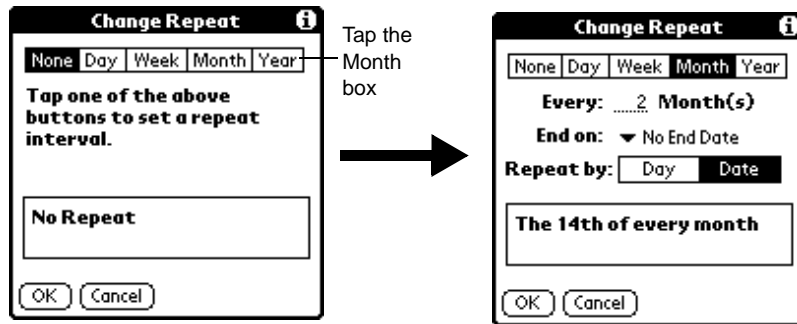 Change Repeat i
None Day Week Month Year
Tap one of the above
buttons to set a repeat
interval.
No Repeat
OK Cancel
Tap the
Month
box
Change Repeat i
None Day Week Month Year
Every: 2 Month(s)
End on: No End Date
Repeat by: Day Date
The 14th of every month
OK Cancel